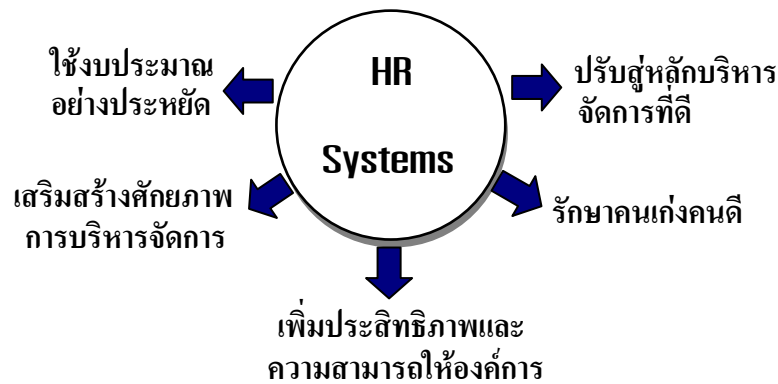 HR
Systems
ใช้งบประมาณ
อย่างประหยัด
ปรับสู่หลักบริหาร
จัดการที่ดี
เสริมสร้างศักยภาพ
การบริหารจัดการ
รักษาคนเก่งคนดี
เพิ่มประสิทธิภาพและ
ความสามารถให้องค์การ